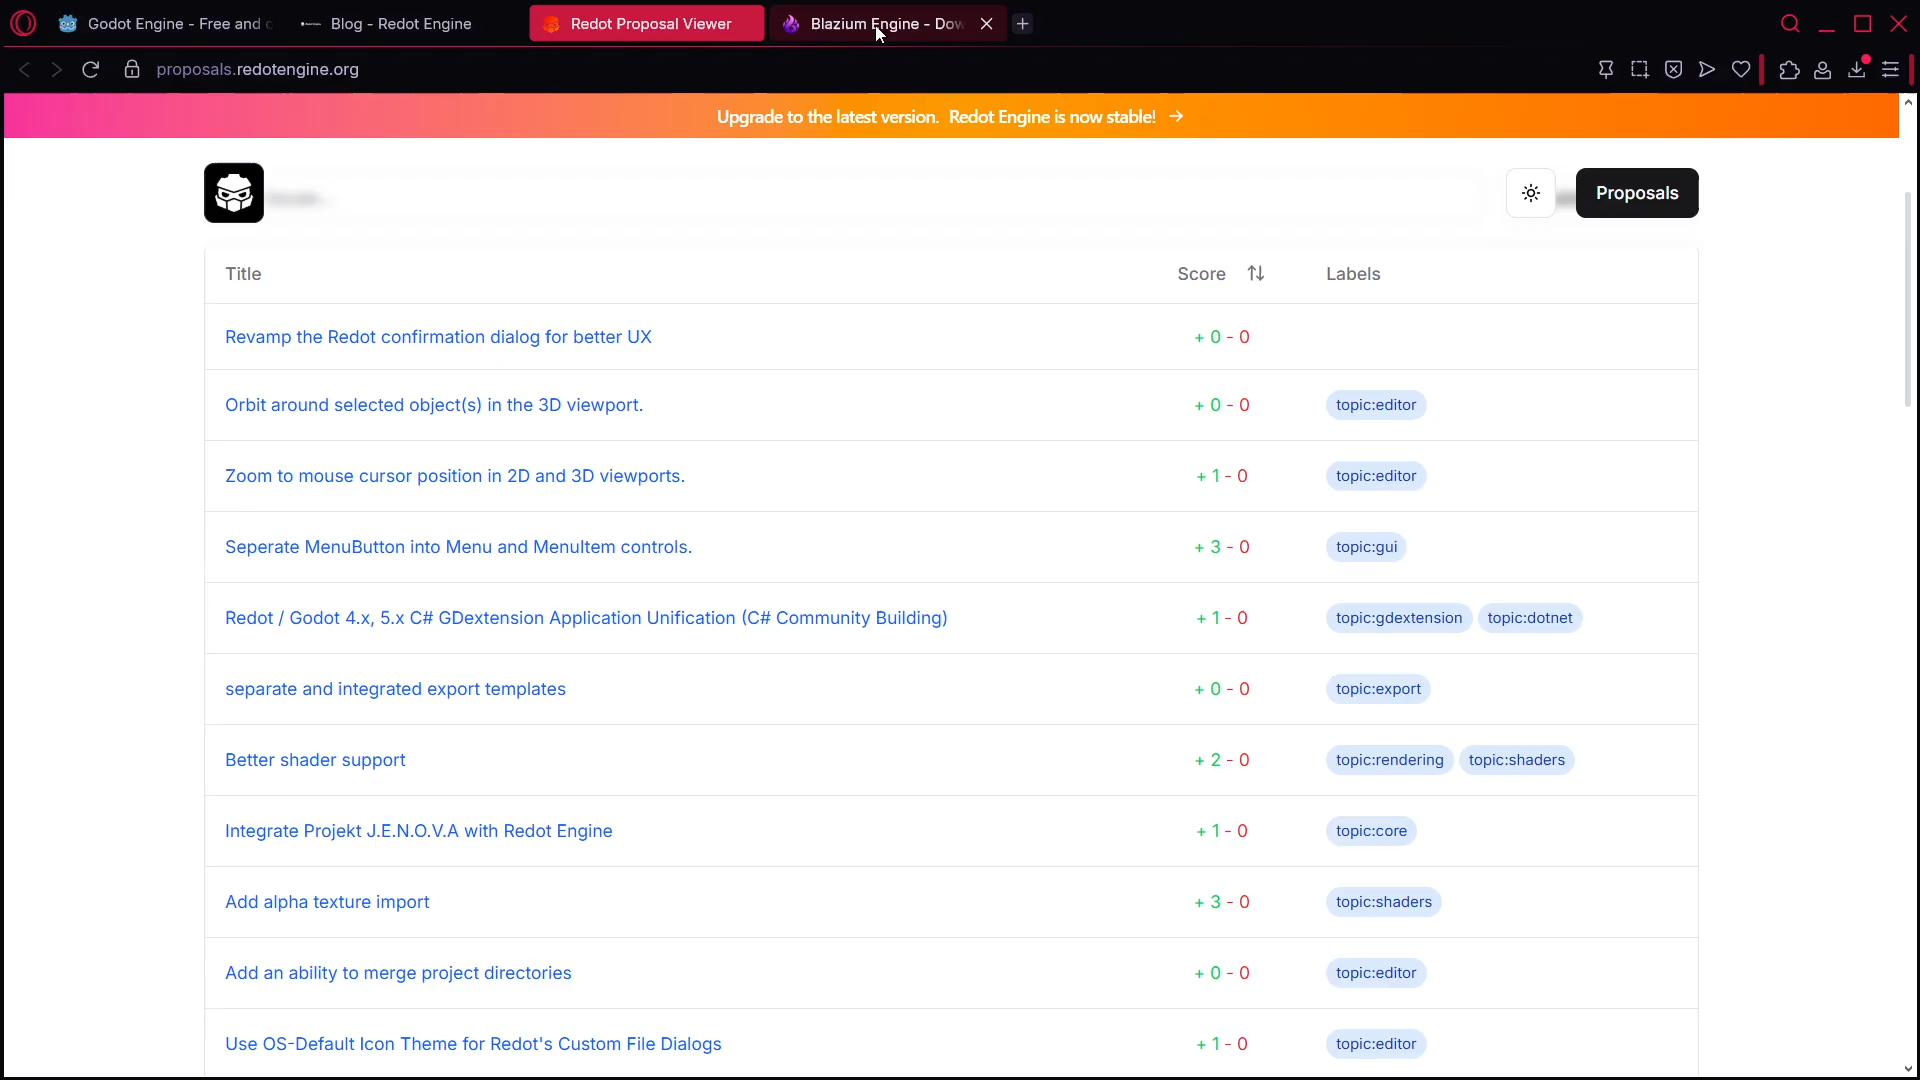 Godot Engine - Free and
Blog - Redot Engine
Redot Proposal Viewer
Blazium Engine - Dow
proposals.redotengine.org
Upgrade to the latest version. Redot Engine is now stable! →
Proposals
Title Score Labels
Revamp the Redot confirmation dialog for better UX + 0 - 0
Orbit around selected object(s) in the 3D viewport. + 0 - 0 topic:editor
Zoom to mouse cursor position in 2D and 3D viewports. + 1 - 0 topic:editor
Seperate MenuButton into Menu and MenuItem controls. + 3 - 0 topic:gui
Redot / Godot 4.x, 5.x C# GDextension Application Unification (C# Community Building) + 1 - 0 topic:gdextension topic:dotnet
separate and integrated export templates + 0 - 0 topic:export
Better shader support + 2 - 0 topic:rendering topic:shaders
Integrate Projekt J.E.N.O.V.A with Redot Engine + 1 - 0 topic:core
Add alpha texture import + 3 - 0 topic:shaders
Add an ability to merge project directories + 0 - 0 topic:editor
Use OS-Default Icon Theme for Redot's Custom File Dialogs + 1 - 0 topic:editor